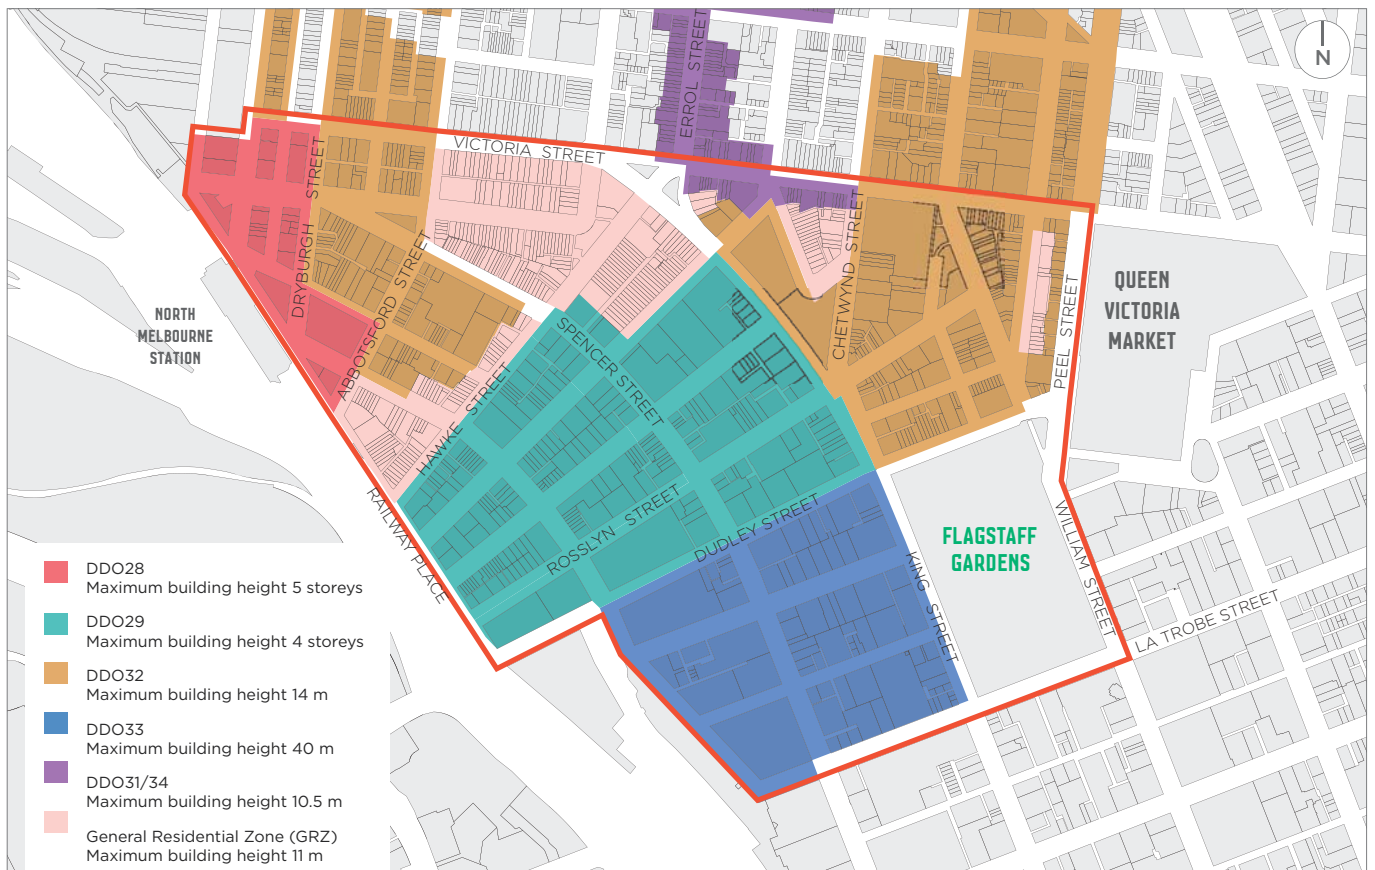 N
ERROL STREET
VICTORIA STREET
DRYBURGH STREET
ABBOTSFORD STREET
CHETWYND STREET
PEEL STREET
QUEEN
VICTORIA
MARKET
NORTH
MELBOURNE
STATION
SPENCER STREET
HAWKE STREET
RAILWAY PLACE
ROSSLYN STREET
DUDLEY STREET
KING STREET
FLAGSTAFF
GARDENS
WILLIAM STREET
LA TROBE STREET
DDO28
Maximum building height 5 storeys
DDO29
Maximum building height 4 storeys
DDO32
Maximum building height 14 m
DDO33
Maximum building height 40 m
DDO31/34
Maximum building height 10.5 m
General Residential Zone (GRZ)
Maximum building height 11 m